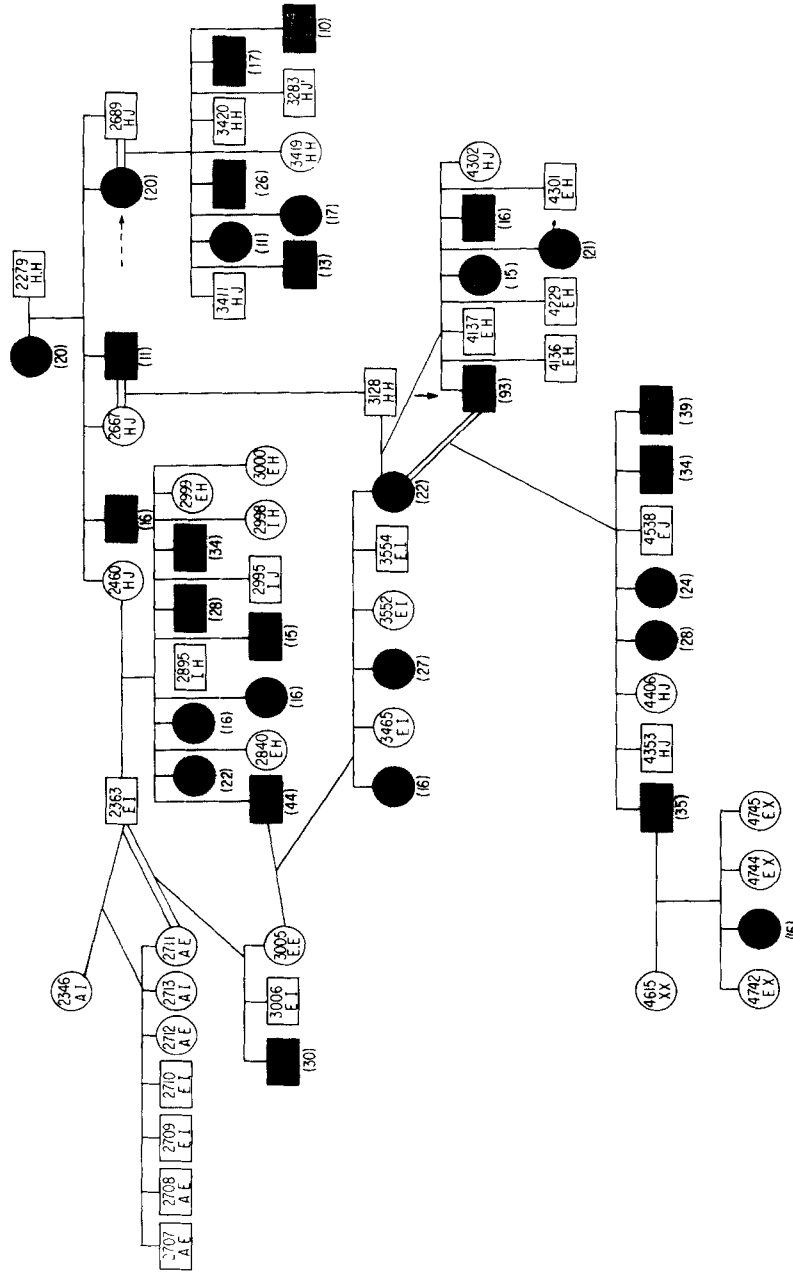 2279
H H
(20)
2460
H J
(16)
2667
H J
(11)
(20)
2689
H J
3411
H J
(13)
(11)
(17)
(26)
3419
H H
3420
H H
3283
H J'
(17)
(10)
2346
A I
2363
E I
2707
A E
2708
A E
2709
E I
2710
E I
2712
A E
2713
A I
2711
A E
(30)
3006
E I
3005
E E
(44)
(22)
2840
E H
(16)
(16)
2895
I H
(15)
(28)
2995
I J
(34)
2998
I H
2999
E H
3000
E H
3128
H H
(16)
3465
E I
(27)
3552
E I
3554
E I
(22)
(93)
4136
E H
4137
E H
4229
E H
(15)
(21)
(16)
4301
E H
4302
H J
(35)
4353
H J
4406
H J
(28)
(24)
4538
E J
(34)
(39)
4615
XX
4742
E X
(16)
4744
E X
4745
E X